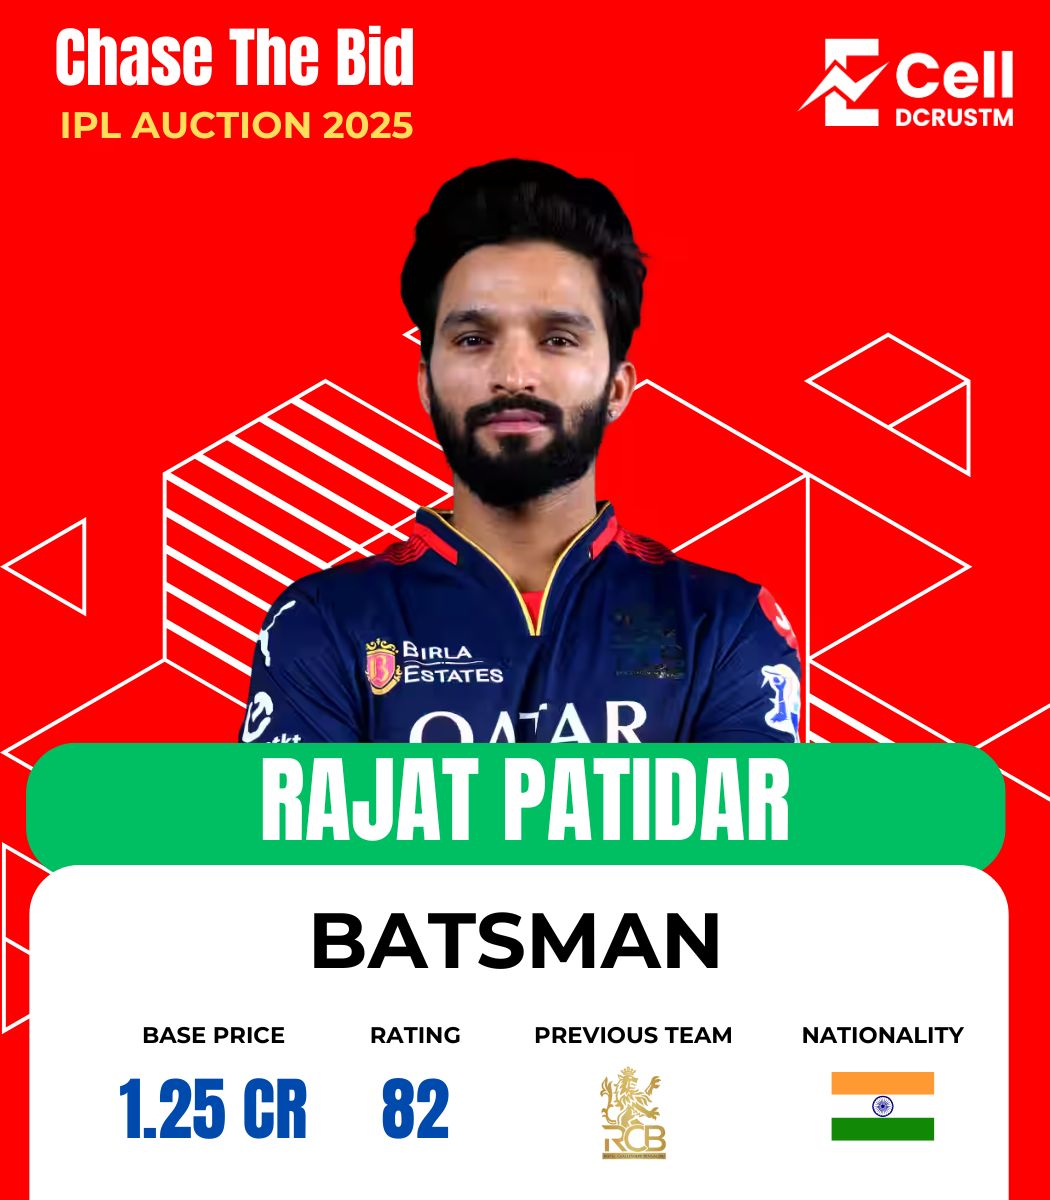 Chase The Bid
IPL AUCTION 2025
Cell
DCRUSTM
BIRLA
ESTATES
QATAR
RAJAT PATIDAR
BATSMAN
BASE PRICE
RATING
PREVIOUS TEAM
NATIONALITY
1.25 CR
82
RCB